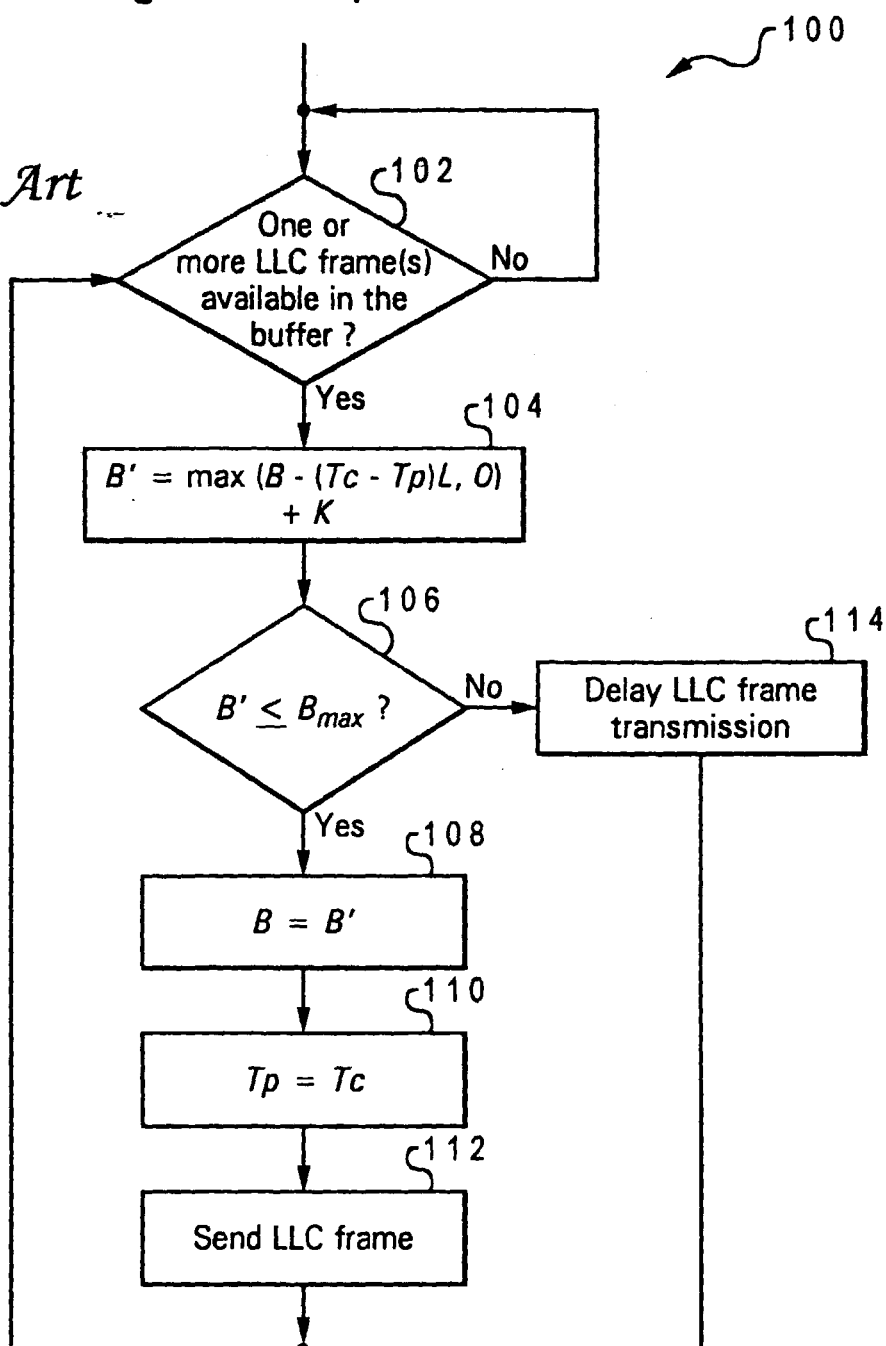 100
Art
102
One or
more LLC frame(s)
available in the
buffer ?
No
Yes
104
B' = max (B - (Tc - Tp)L, O)
+ K
106
B' ≤ Bmax ?
No
114
Delay LLC frame
transmission
Yes
108
B = B'
110
Tp = Tc
112
Send LLC frame